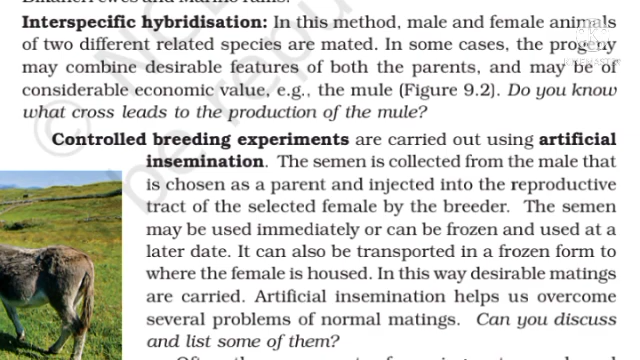 Interspecific hybridisation: In this method, male and female animals
of two different related species are mated. In some cases, the progeny
may combine desirable features of both the parents, and may be of
considerable economic value, e.g., the mule (Figure 9.2). Do you know
what cross leads to the production of the mule?
Controlled breeding experiments are carried out using artificial
insemination. The semen is collected from the male that
is chosen as a parent and injected into the reproductive
tract of the selected female by the breeder. The semen
may be used immediately or can be frozen and used at a
later date. It can also be transported in a frozen form to
where the female is housed. In this way desirable matings
are carried. Artificial insemination helps us overcome
several problems of normal matings. Can you discuss
and list some of them?